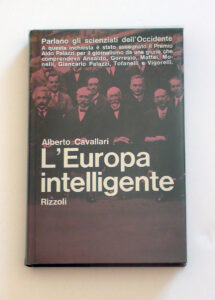 Parlano gli scienziati dell'Occidente
A questa inchiesta è stato assegnato il Premio
Aldo Palazzi per il giornalismo da una giuria che
comprendeva Ansaldo, Gorresio, Mattei, Mo-
nelli, Giancarlo Palazzi, Tofanelli e Vigorelli.
Alberto Cavallari
L'Europa
intelligente
Rizzoli